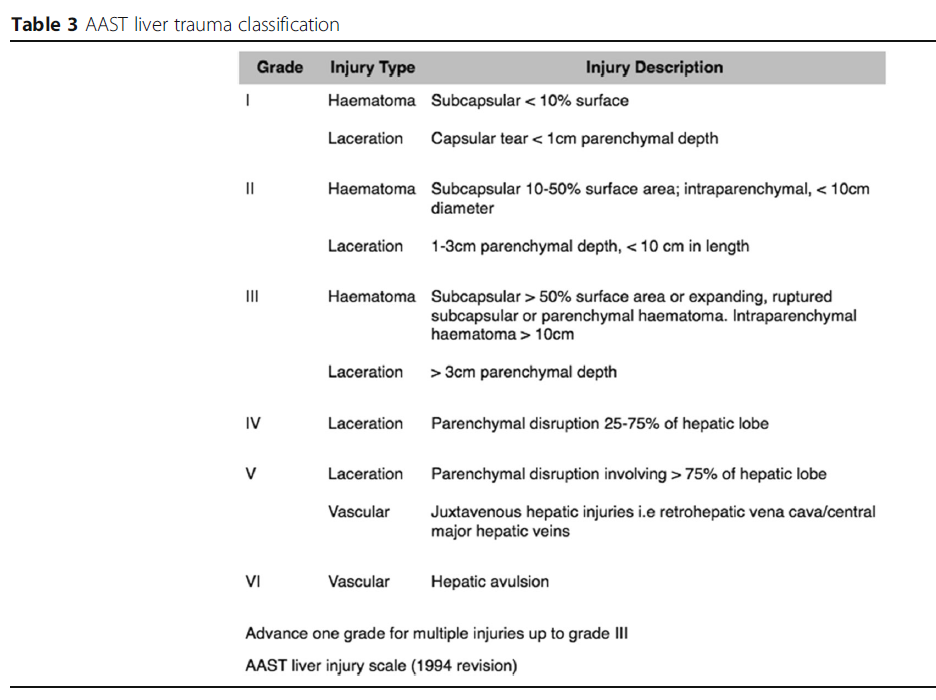 Table 3 AAST liver trauma classification
Grade Injury Type Injury Description
I Haematoma Subcapsular < 10% surface
Laceration Capsular tear < 1cm parenchymal depth
II Haematoma Subcapsular 10-50% surface area; intraparenchymal, < 10cm
diameter
Laceration 1-3cm parenchymal depth, < 10 cm in length
III Haematoma Subcapsular > 50% surface area or expanding, ruptured
subcapsular or parenchymal haematoma. Intraparenchymal
haematoma > 10cm
Laceration > 3cm parenchymal depth
IV Laceration Parenchymal disruption 25-75% of hepatic lobe
V Laceration Parenchymal disruption involving > 75% of hepatic lobe
Vascular Juxtavenous hepatic injuries i.e retrohepatic vena cava/central
major hepatic veins
VI Vascular Hepatic avulsion
Advance one grade for multiple injuries up to grade III
AAST liver injury scale (1994 revision)